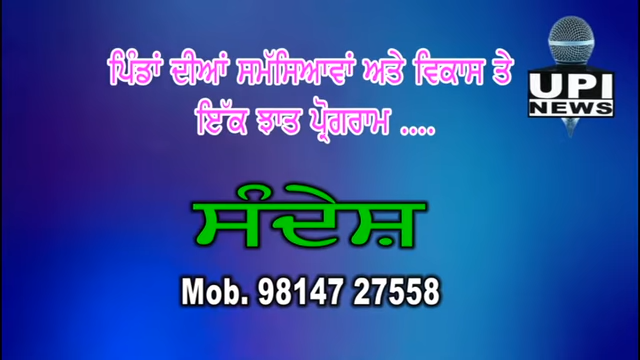 ਪਿੰਡਾਂ ਦੀਆਂ ਸਮੱਸਿਆਵਾਂ ਅਤੇ ਵਿਕਾਸ ਤੇ
ਇੱਕ ਝਾਤ ਪ੍ਰੋਗਰਾਮ ....
UPI
NEWS
ਸੰਦੇਸ਼
Mob. 98147 27558